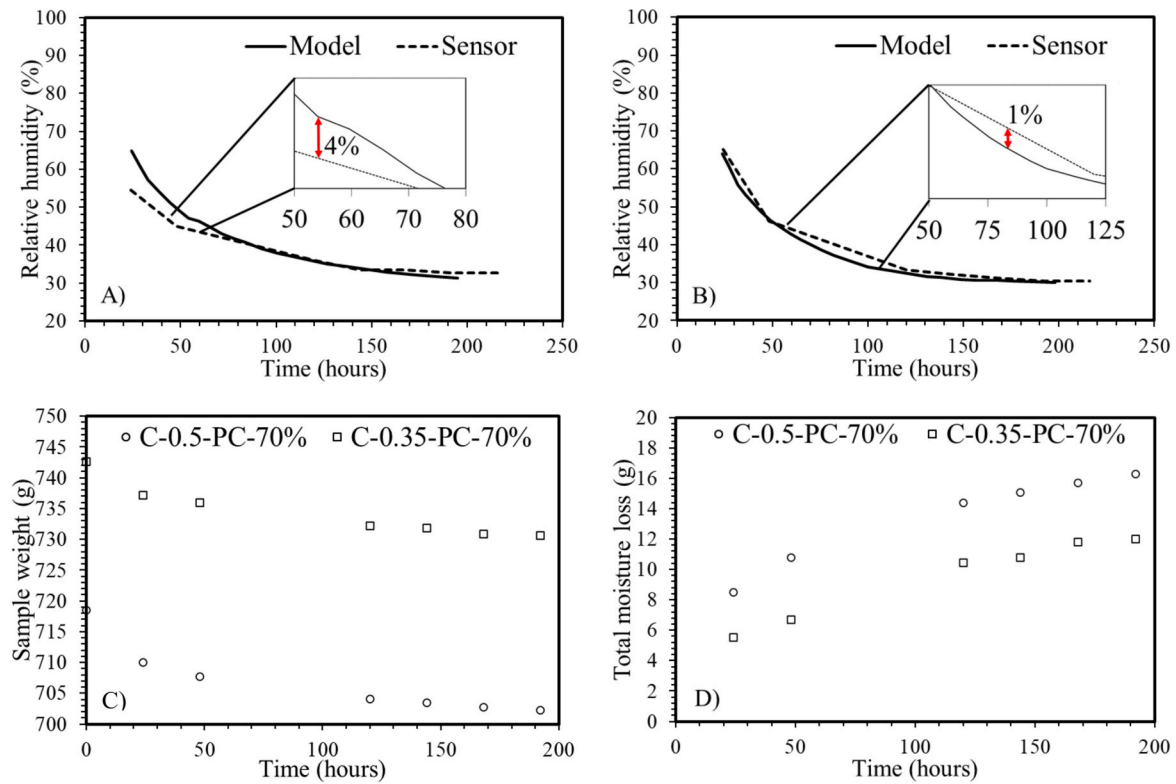 100
90
80
70
60
50
40
30
20
Relative humidity (%)
Model
Sensor
4%
50 60 70 80
A)
0 50 100 150 200 250
Time (hours)
100
90
80
70
60
50
40
30
20
Relative humidity (%)
Model
Sensor
1%
50 75 100 125
B)
0 50 100 150 200 250
Time (hours)
750
745
740
735
730
725
720
715
710
705
700
Sample weight (g)
C-0.5-PC-70%
C-0.35-PC-70%
C)
0 50 100 150 200
Time (hours)
20
18
16
14
12
10
8
6
4
2
0
Total moisture loss (g)
C-0.5-PC-70%
C-0.35-PC-70%
D)
0 50 100 150 200
Time (hours)